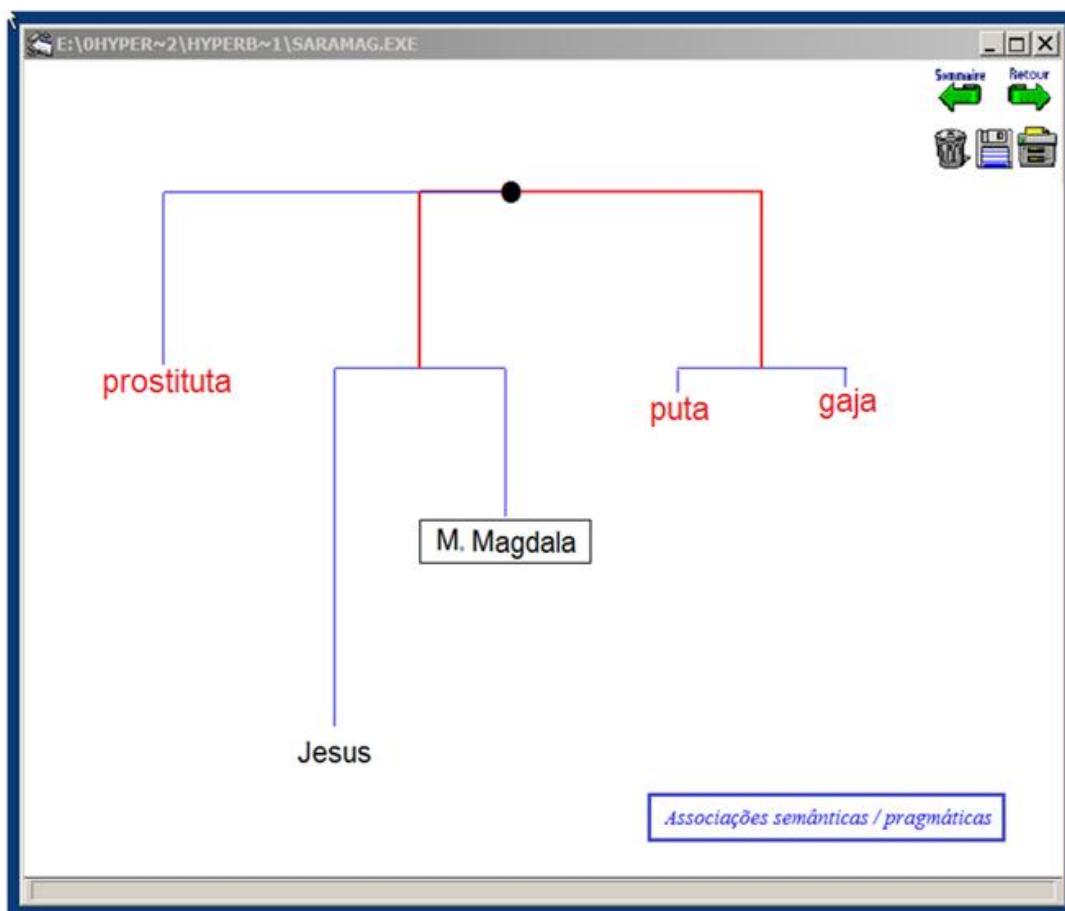 E:\0HYPER~2\HYPERB~1\SARAMAG.EXE
Sommaire Retour
prostituta
puta gaja
M. Magdala
Jesus
Associações semânticas / pragmáticas